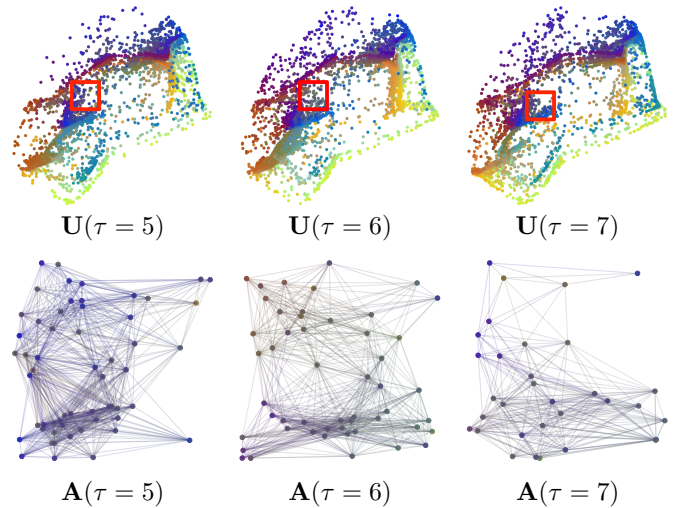 U(τ = 5) U(τ = 6) U(τ = 7)
A(τ = 5) A(τ = 6) A(τ = 7)